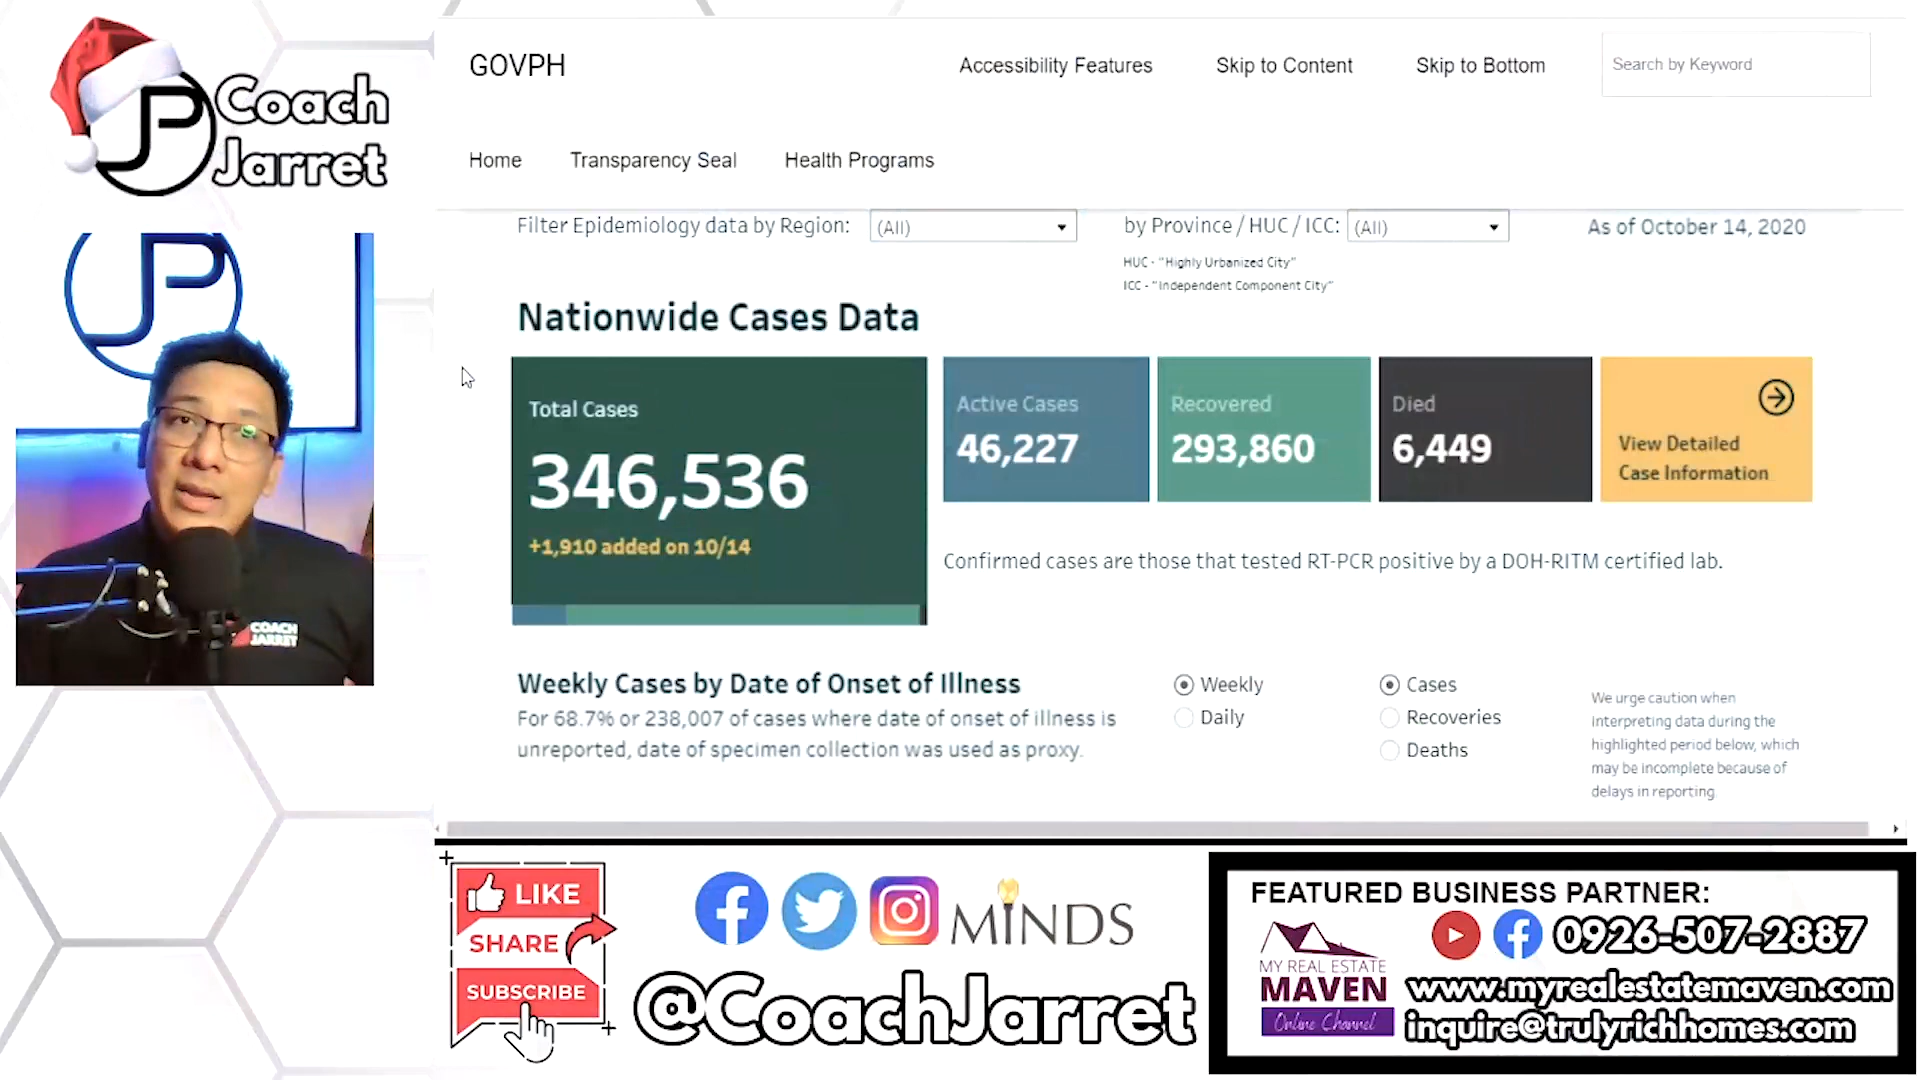 Coach
Jarret
COACH
JARRET
GOVPH
Accessibility Features
Skip to Content
Skip to Bottom
Search by Keyword
Home
Transparency Seal
Health Programs
Filter Epidemiology data by Region:
(All)
by Province / HUC / ICC:
(All)
As of October 14, 2020
HUC - "Highly Urbanized City"
ICC - "Independent Component City"
Nationwide Cases Data
Total Cases
346,536
+1,910 added on 10/14
Active Cases
46,227
Recovered
293,860
Died
6,449
View Detailed
Case Information
Confirmed cases are those that tested RT-PCR positive by a DOH-RITM certified lab.
Weekly Cases by Date of Onset of Illness
For 68.7% or 238,007 of cases where date of onset of illness is
unreported, date of specimen collection was used as proxy.
Weekly
Daily
Cases
Recoveries
Deaths
We urge caution when
interpreting data during the
highlighted period below, which
may be incomplete because of
delays in reporting.
LIKE
SHARE
SUBSCRIBE
MINDS
@CoachJarret
FEATURED BUSINESS PARTNER:
0926-507-2887
MY REAL ESTATE
MAVEN
Online Channel
www.myrealestatemaven.com
inquire@trulyrichhomes.com